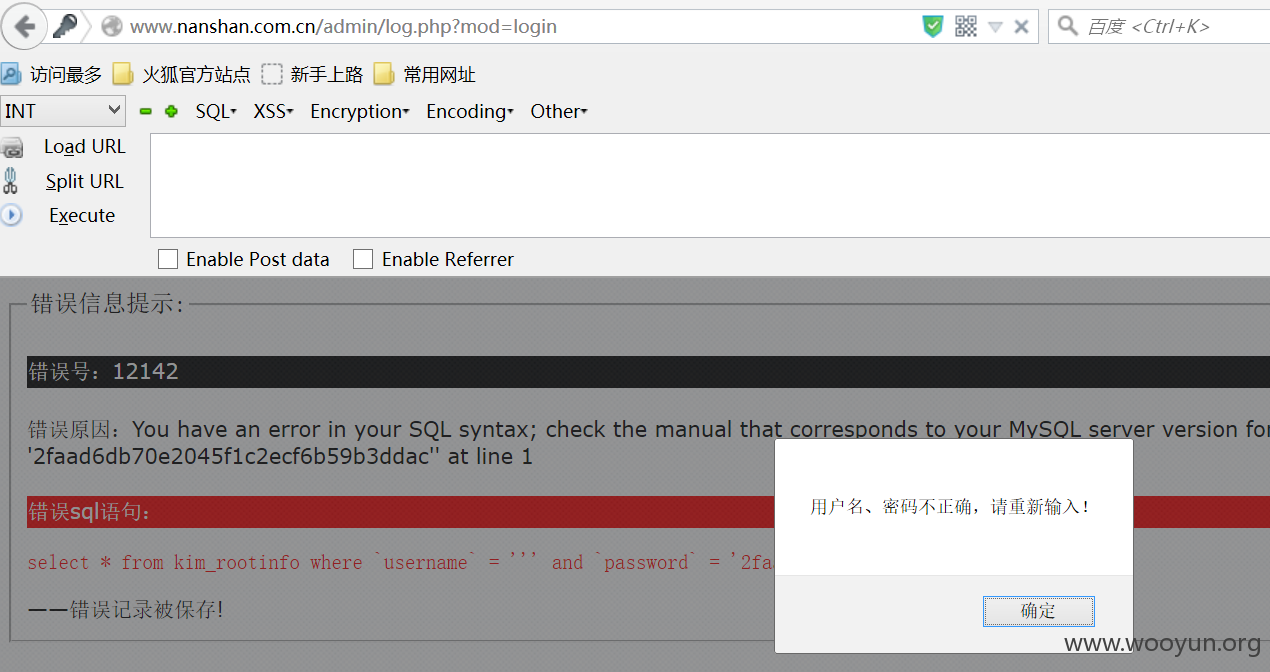 www.nanshan.com.cn/admin/log.php?mod=login
百度 <Ctrl+K>
访问最多 火狐官方站点 新手上路 常用网址
INT SQL XSS Encryption Encoding Other
Load URL
Split URL
Execute
Enable Post data Enable Referrer
错误信息提示:
错误号：12142
错误原因：You have an error in your SQL syntax; check the manual that corresponds to your MySQL server version for
'2faad6db70e2045f1c2ecf6b59b3ddac'' at line 1
错误sql语句：
select * from kim_rootinfo where `username` = ''' and `password` = '2faa
——错误记录被保存!
用户名、密码不正确，请重新输入！
确定
www.wooyun.org